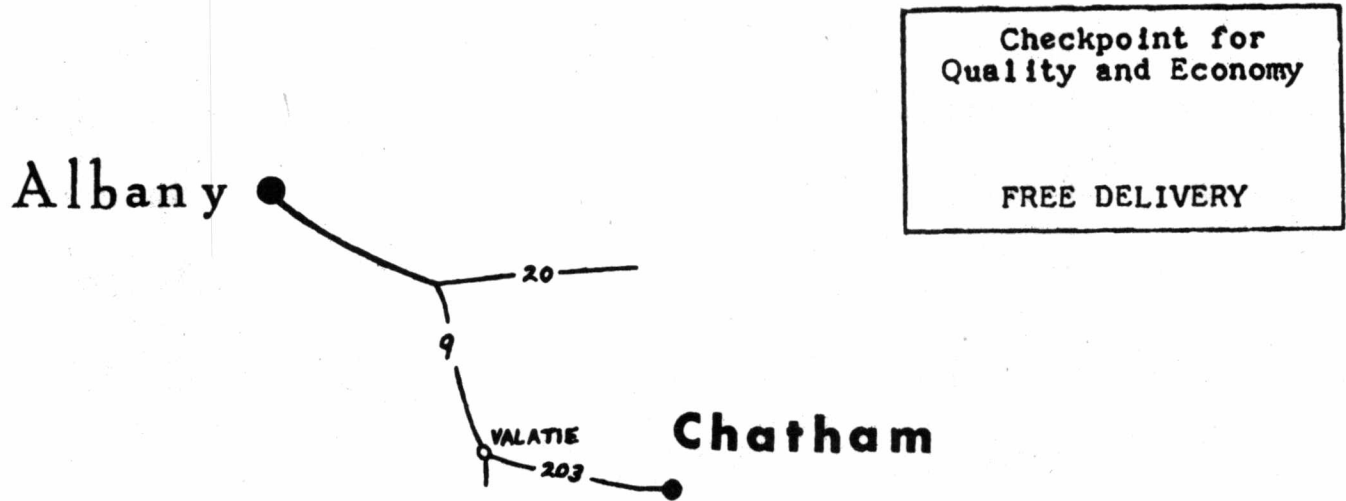 Checkpoint for
Quality and Economy
FREE DELIVERY
Albany
20
9
VALATIE
203
Chatham